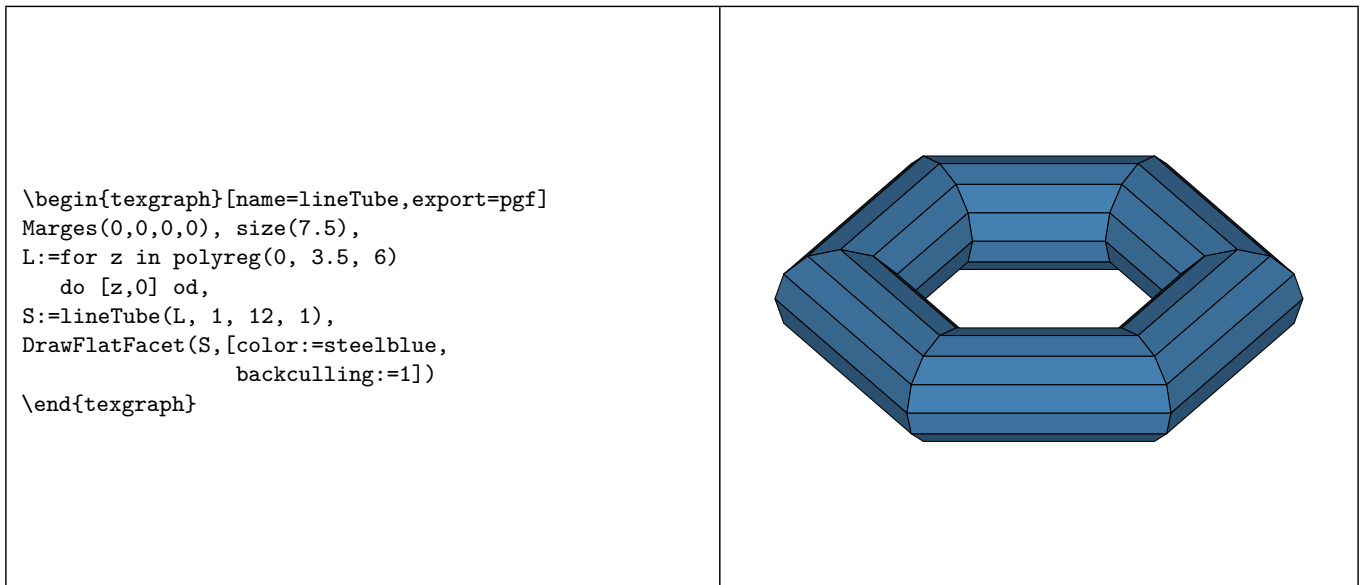 \begin{texgraph}[name=lineTube,export=pgf]
Marges(0,0,0,0), size(7.5),
L:=for z in polyreg(0, 3.5, 6)
   do [z,0] od,
S:=lineTube(L, 1, 12, 1),
DrawFlatFacet(S,[color:=steelblue,
                 backculling:=1])
\end{texgraph}